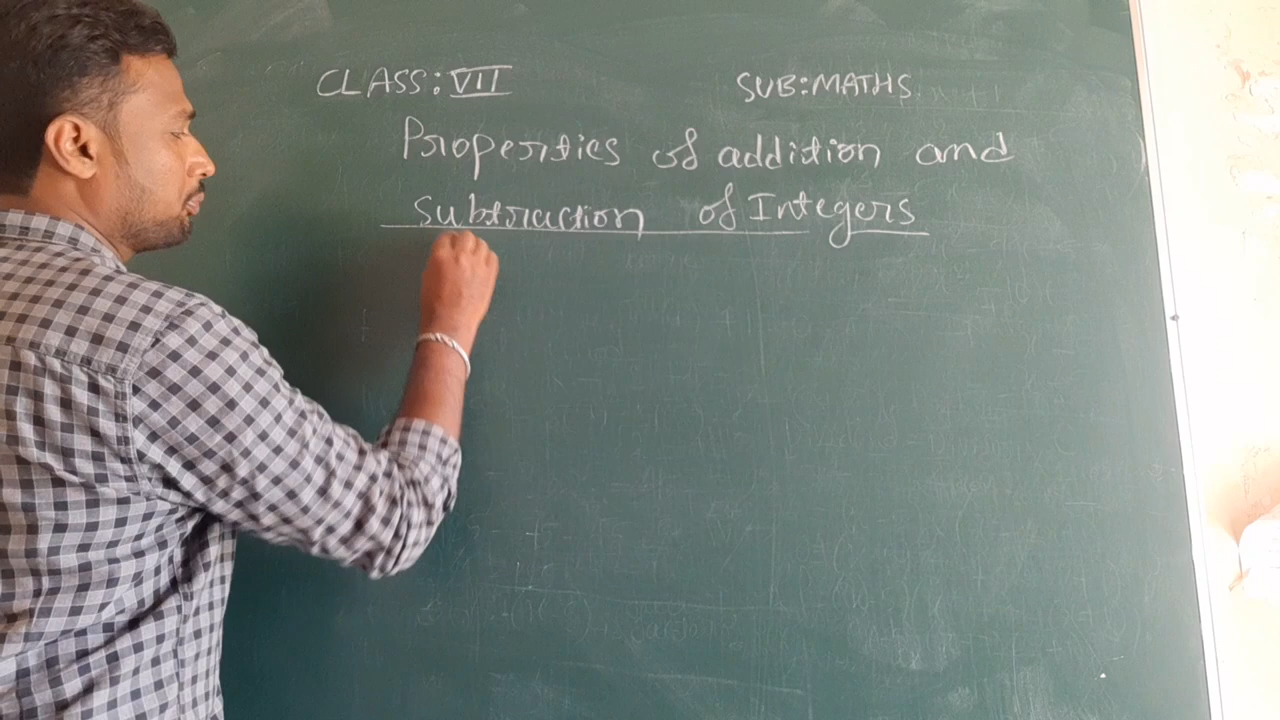 CLASS: VII SUB: MATHS
Properties of addition and
subtraction of Integers